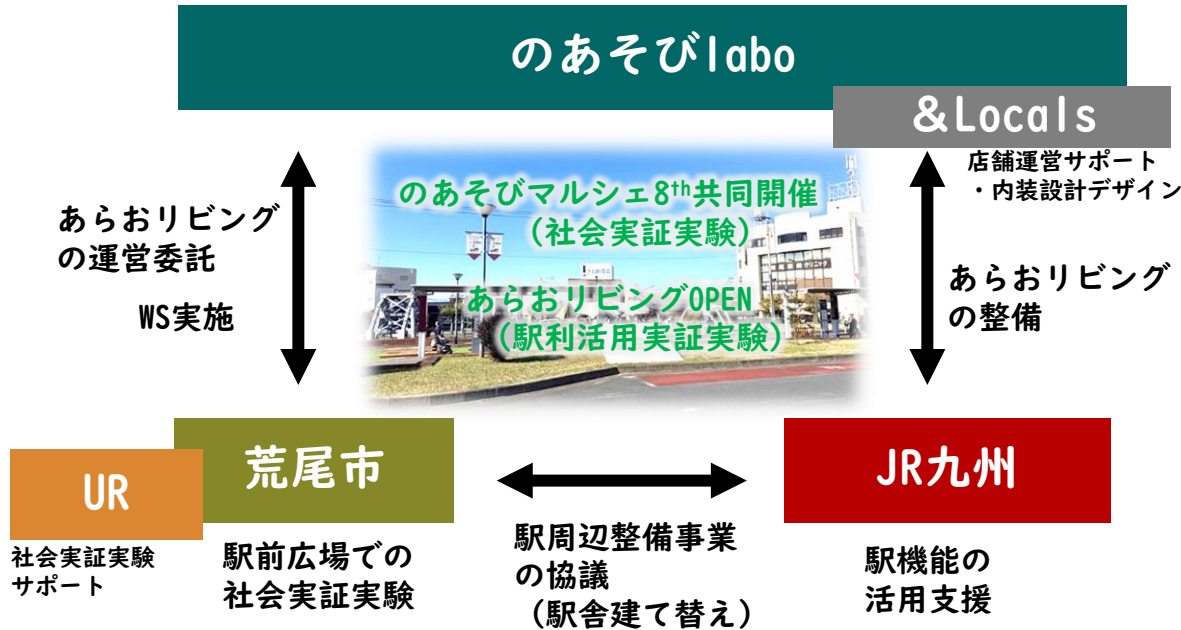 のあそびlabo
&Locals
店舗運営サポート
・内装設計デザイン
のあそびマルシェ8th共同開催
（社会実証実験）
あらおリビングOPEN
（駅利活用実証実験）
あらおリビング
の運営委託
WS実施
あらおリビング
の整備
荒尾市
UR
JR九州
社会実証実験
サポート
駅前広場での
社会実証実験
駅周辺整備事業
の協議
（駅舎建て替え）
駅機能の
活用支援